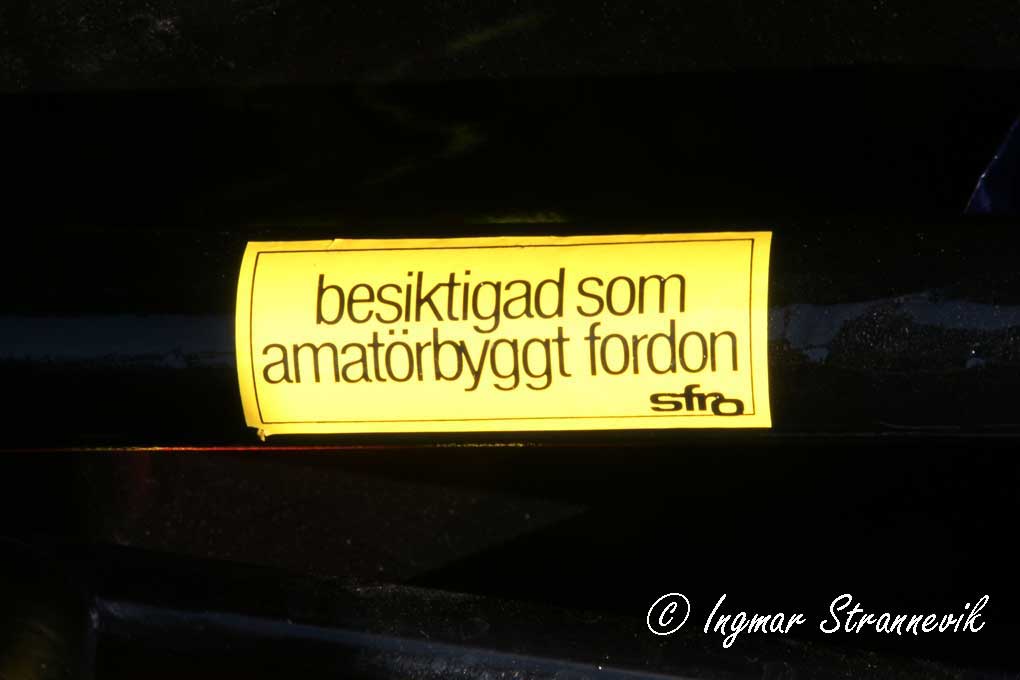 besiktigad som
amatörbyggt fordon
sfro
© Ingmar Strannevik